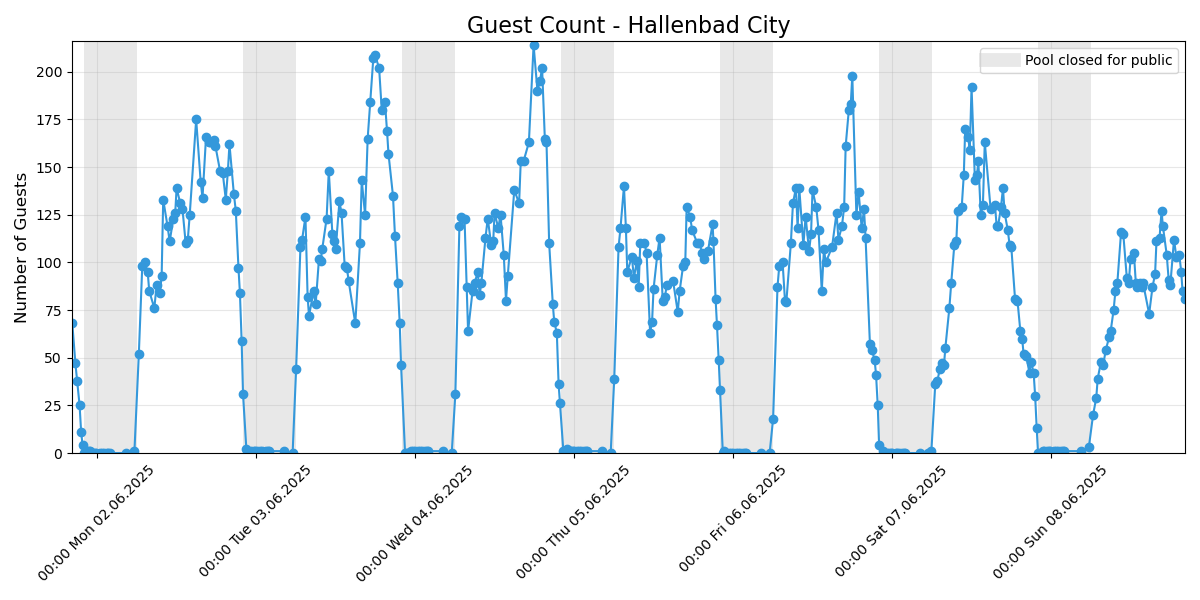 Guest Count - Hallenbad City
Pool closed for public
Number of Guests
200
175
150
125
100
75
50
25
0
00:00 Mon 02.06.2025
00:00 Tue 03.06.2025
00:00 Wed 04.06.2025
00:00 Thu 05.06.2025
00:00 Fri 06.06.2025
00:00 Sat 07.06.2025
00:00 Sun 08.06.2025